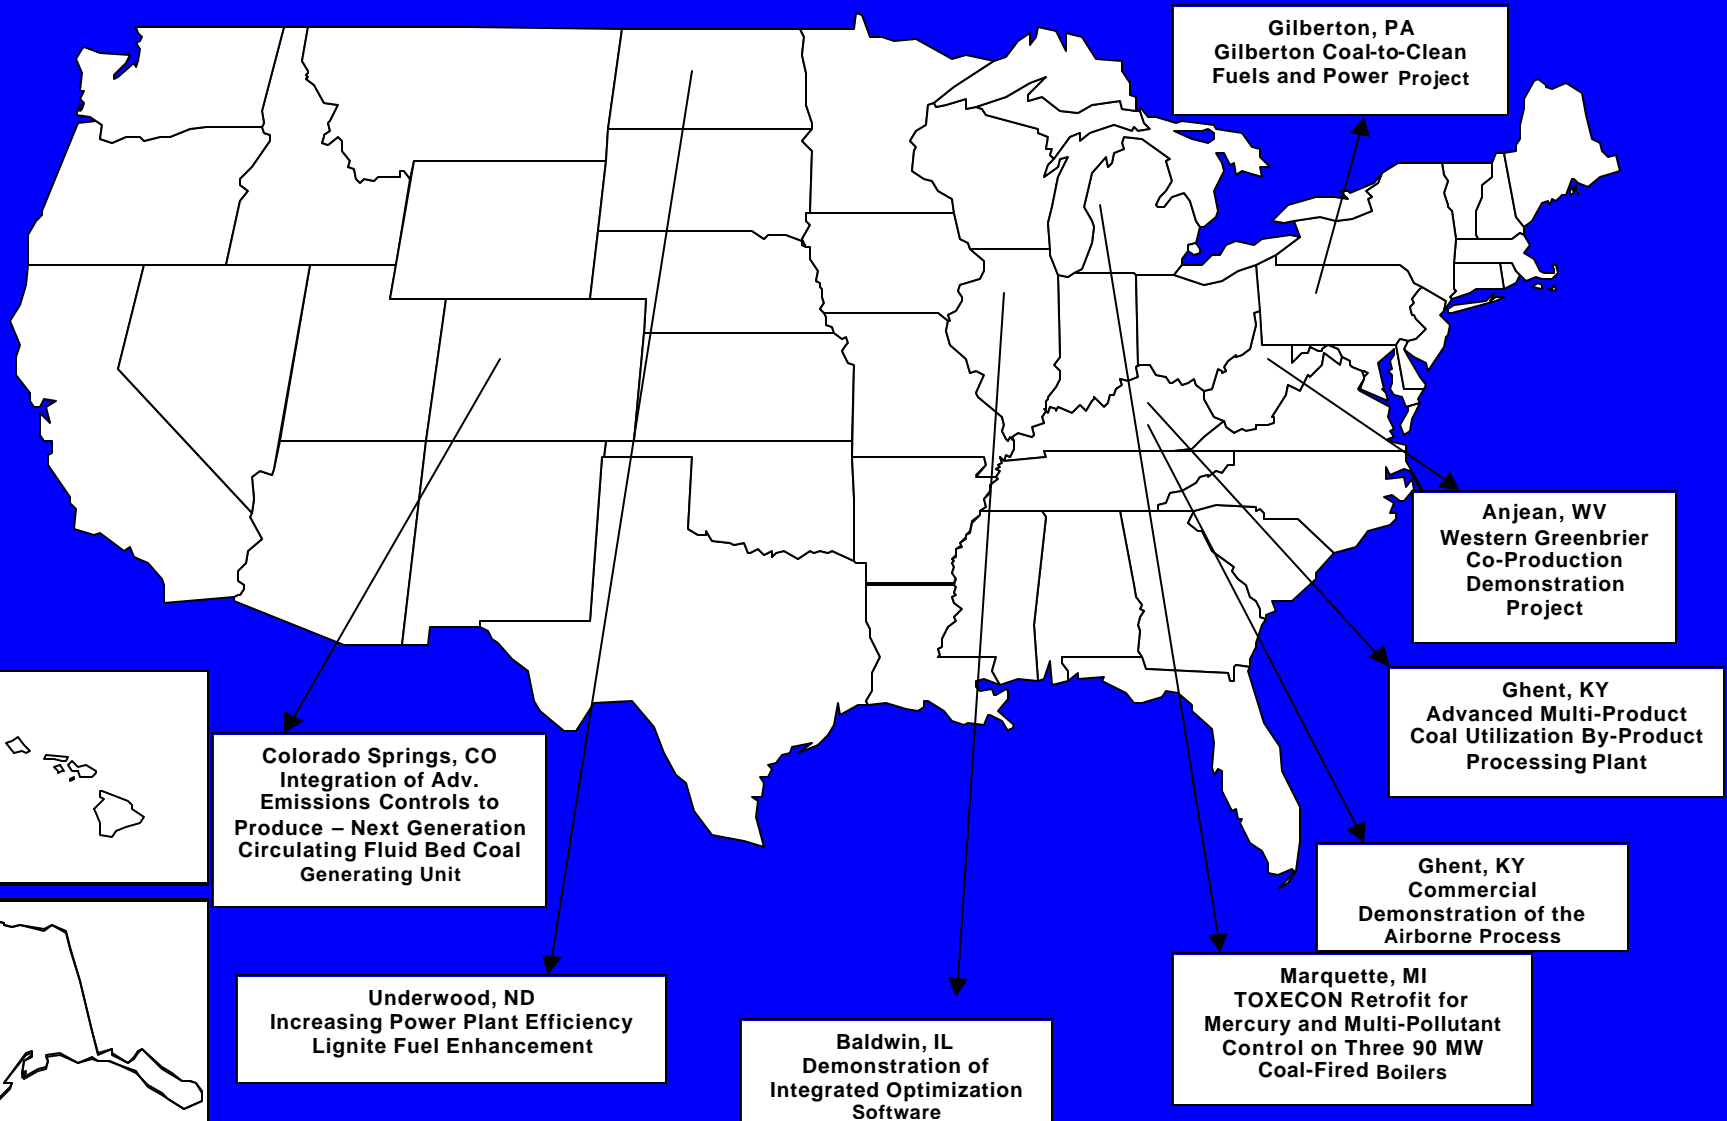 Gilberton, PA
Gilberton Coal-to-Clean
Fuels and Power Project
Anjean, WV
Western Greenbrier
Co-Production
Demonstration
Project
Ghent, KY
Advanced Multi-Product
Coal Utilization By-Product
Processing Plant
Colorado Springs, CO
Integration of Adv.
Emissions Controls to
Produce – Next Generation
Circulating Fluid Bed Coal
Generating Unit
Ghent, KY
Commercial
Demonstration of the
Airborne Process
Marquette, MI
TOXECON Retrofit for
Mercury and Multi-Pollutant
Control on Three 90 MW
Coal-Fired Boilers
Underwood, ND
Increasing Power Plant Efficiency
Lignite Fuel Enhancement
Baldwin, IL
Demonstration of
Integrated Optimization
Software